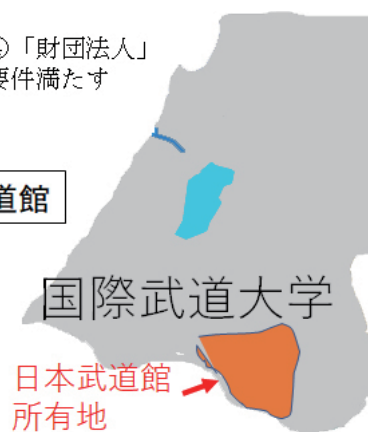 「財団法人」
要件満たす
道館
国際武道大学
日本武道館
所有地